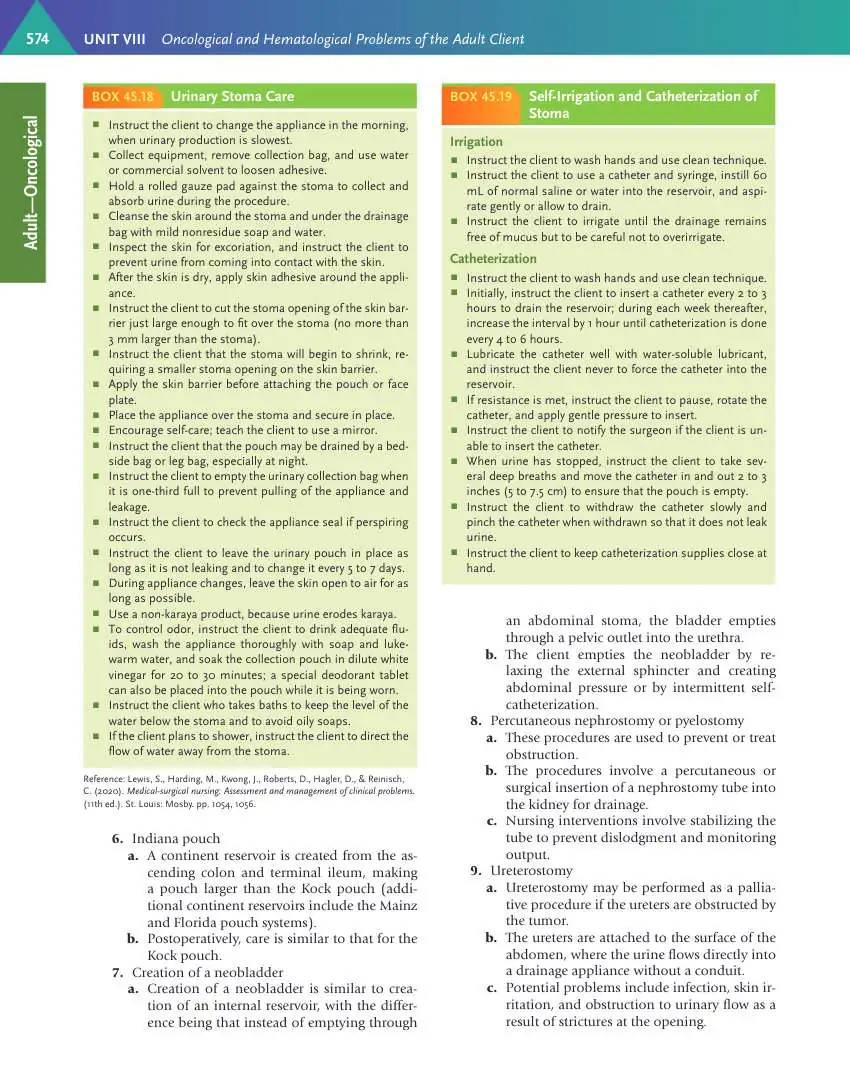 574
UNIT VIII Oncological and Hematological Problems of the Adult Client
Adult—Oncological
BOX 45.18 Urinary Stoma Care
■ Instruct the client to change the appliance in the morning,
when urinary production is slowest.
■ Collect equipment, remove collection bag, and use water
or commercial solvent to loosen adhesive.
■ Hold a rolled gauze pad against the stoma to collect and
absorb urine during the procedure.
■ Cleanse the skin around the stoma and under the drainage
bag with mild nonresidue soap and water.
■ Inspect the skin for excoriation, and instruct the client to
prevent urine from coming into contact with the skin.
■ After the skin is dry, apply skin adhesive around the appli-
ance.
■ Instruct the client to cut the stoma opening of the skin bar-
rier just large enough to fit over the stoma (no more than
3 mm larger than the stoma).
■ Instruct the client that the stoma will begin to shrink, re-
quiring a smaller stoma opening on the skin barrier.
■ Apply the skin barrier before attaching the pouch or face
plate.
■ Place the appliance over the stoma and secure in place.
■ Encourage self-care; teach the client to use a mirror.
■ Instruct the client that the pouch may be drained by a bed-
side bag or leg bag, especially at night.
■ Instruct the client to empty the urinary collection bag when
it is one-third full to prevent pulling of the appliance and
leakage.
■ Instruct the client to check the appliance seal if perspiring
occurs.
■ Instruct the client to leave the urinary pouch in place as
long as it is not leaking and to change it every 5 to 7 days.
■ During appliance changes, leave the skin open to air for as
long as possible.
■ Use a non-karaya product, because urine erodes karaya.
■ To control odor, instruct the client to drink adequate flu-
ids, wash the appliance thoroughly with soap and luke-
warm water, and soak the collection pouch in dilute white
vinegar for 20 to 30 minutes; a special deodorant tablet
can also be placed into the pouch while it is being worn.
■ Instruct the client who takes baths to keep the level of the
water below the stoma and to avoid oily soaps.
■ If the client plans to shower, instruct the client to direct the
flow of water away from the stoma.
Reference: Lewis, S., Harding, M., Kwong, J., Roberts, D., Hagler, D., & Reinisch,
C. (2020). Medical-surgical nursing: Assessment and management of clinical problems.
(11th ed.). St. Louis: Mosby. pp. 1054, 1056.
6. Indiana pouch
a. A continent reservoir is created from the as-
cending colon and terminal ileum, making
a pouch larger than the Kock pouch (addi-
tional continent reservoirs include the Mainz
and Florida pouch systems).
b. Postoperatively, care is similar to that for the
Kock pouch.
7. Creation of a neobladder
a. Creation of a neobladder is similar to crea-
tion of an internal reservoir, with the differ-
ence being that instead of emptying through
BOX 45.19 Self-Irrigation and Catheterization of
Stoma
Irrigation
■ Instruct the client to wash hands and use clean technique.
■ Instruct the client to use a catheter and syringe, instill 60
mL of normal saline or water into the reservoir, and aspi-
rate gently or allow to drain.
■ Instruct the client to irrigate until the drainage remains
free of mucus but to be careful not to overirrigate.
Catheterization
■ Instruct the client to wash hands and use clean technique.
■ Initially, instruct the client to insert a catheter every 2 to 3
hours to drain the reservoir; during each week thereafter,
increase the interval by 1 hour until catheterization is done
every 4 to 6 hours.
■ Lubricate the catheter well with water-soluble lubricant,
and instruct the client never to force the catheter into the
reservoir.
■ If resistance is met, instruct the client to pause, rotate the
catheter, and apply gentle pressure to insert.
■ Instruct the client to notify the surgeon if the client is un-
able to insert the catheter.
■ When urine has stopped, instruct the client to take sev-
eral deep breaths and move the catheter in and out 2 to 3
inches (5 to 7.5 cm) to ensure that the pouch is empty.
■ Instruct the client to withdraw the catheter slowly and
pinch the catheter when withdrawn so that it does not leak
urine.
■ Instruct the client to keep catheterization supplies close at
hand.
an abdominal stoma, the bladder empties
through a pelvic outlet into the urethra.
b. The client empties the neobladder by re-
laxing the external sphincter and creating
abdominal pressure or by intermittent self-
catheterization.
8. Percutaneous nephrostomy or pyelostomy
a. These procedures are used to prevent or treat
obstruction.
b. The procedures involve a percutaneous or
surgical insertion of a nephrostomy tube into
the kidney for drainage.
c. Nursing interventions involve stabilizing the
tube to prevent dislodgment and monitoring
output.
9. Ureterostomy
a. Ureterostomy may be performed as a pallia-
tive procedure if the ureters are obstructed by
the tumor.
b. The ureters are attached to the surface of the
abdomen, where the urine flows directly into
a drainage appliance without a conduit.
c. Potential problems include infection, skin ir-
ritation, and obstruction to urinary flow as a
result of strictures at the opening.